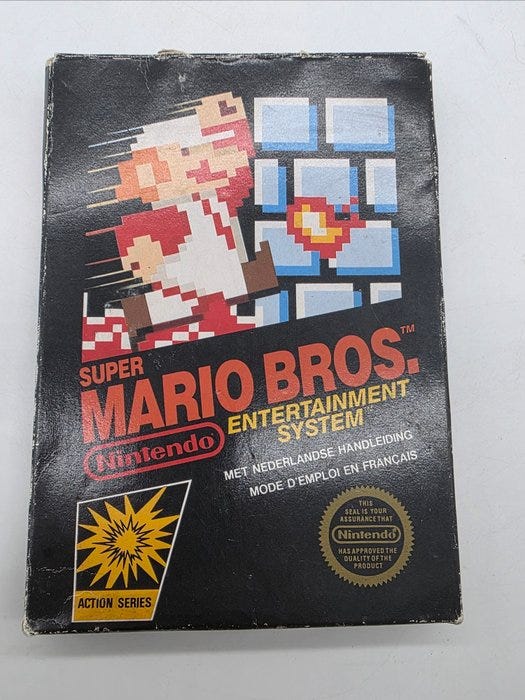 SUPER
MARIO BROS.™
Nintendo®
ENTERTAINMENT
SYSTEM
MET NEDERLANDSE HANDLEIDING
MODE D'EMPLOI EN FRANÇAIS
ACTION SERIES
THIS
SEAL IS YOUR
ASSURANCE THAT
Nintendo
HAS APPROVED THE
QUALITY OF THE
PRODUCT